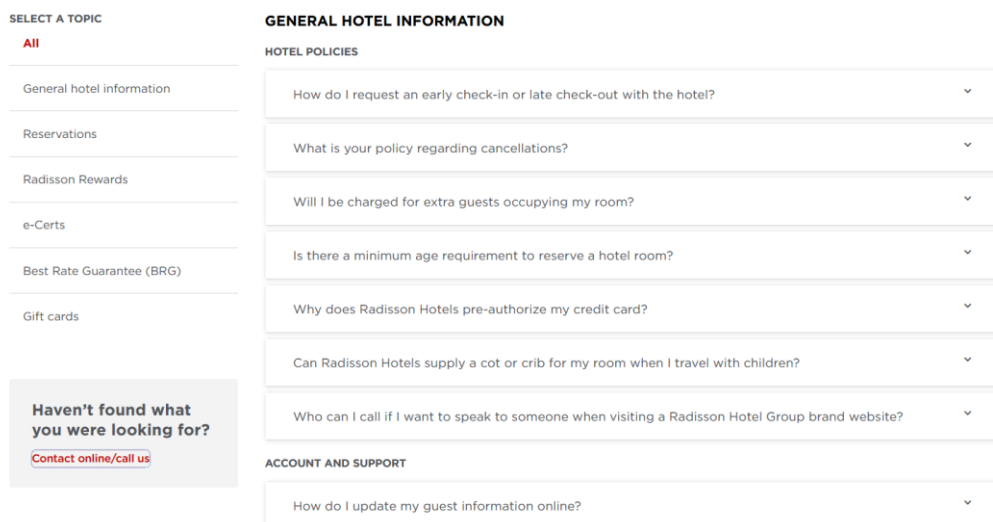 SELECT A TOPIC
All
General hotel information
Reservations
Radisson Rewards
e-Certs
Best Rate Guarantee (BRG)
Gift cards
Haven’t found what
you were looking for?
Contact online/call us
GENERAL HOTEL INFORMATION
HOTEL POLICIES
How do I request an early check-in or late check-out with the hotel?
What is your policy regarding cancellations?
Will I be charged for extra guests occupying my room?
Is there a minimum age requirement to reserve a hotel room?
Why does Radisson Hotels pre-authorize my credit card?
Can Radisson Hotels supply a cot or crib for my room when I travel with children?
Who can I call if I want to speak to someone when visiting a Radisson Hotel Group brand website?
ACCOUNT AND SUPPORT
How do I update my guest information online?